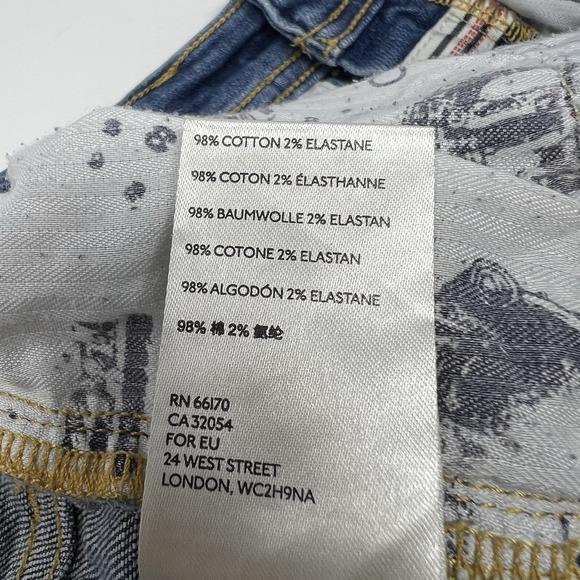 98% COTTON 2% ELASTANE
98% COTON 2% ÉLASTHANNE
98% BAUMWOLLE 2% ELASTAN
98% COTONE 2% ELASTAN
98% ALGODÓN 2% ELASTANE
98% 棉 2% 氨纶
RN 66170
CA 32054
FOR EU
24 WEST STREET
LONDON, WC2H9NA